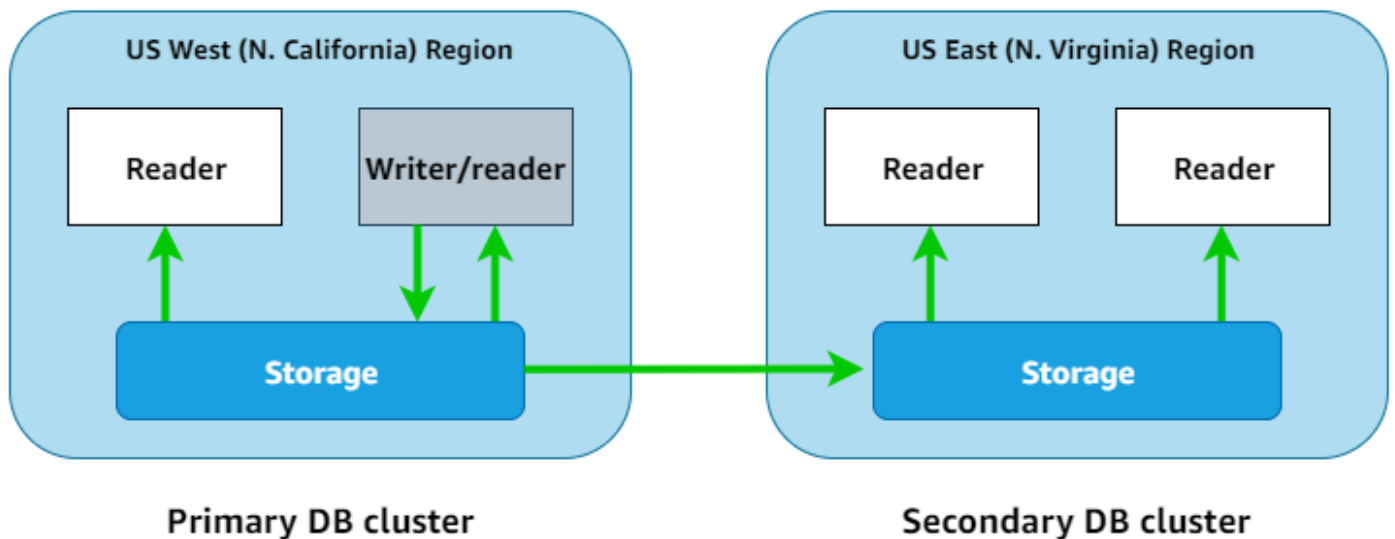 US West (N. California) Region
Reader
Writer/reader
Storage
Primary DB cluster
US East (N. Virginia) Region
Reader
Reader
Storage
Secondary DB cluster